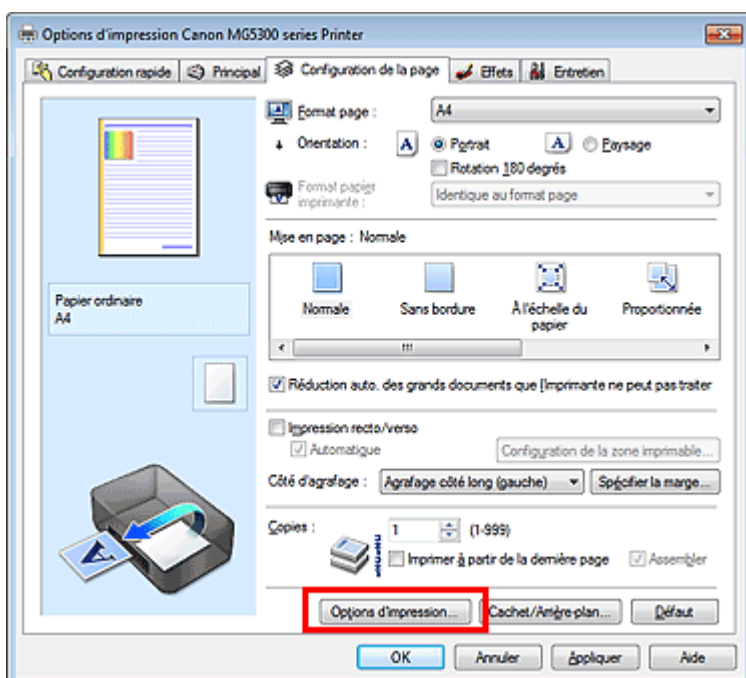 Options d'impression Canon MG5300 series Printer
Configuration rapide Principal Configuration de la page Effets Entretien
Format page : A4
Orientation : A Portrait A Paysage
Rotation 180 degrés
Format papier imprimante : Identique au format page
Mise en page : Normale
Normale Sans bordure À l'échelle du papier Proportionnée
Papier ordinaire
A4
Réduction auto. des grands documents que l'imprimante ne peut pas traiter
Impression recto/verso
Automatique Configuration de la zone imprimable...
Côté d'agrafage : Agrafage côté long (gauche) Spécifier la marge...
Copies : 1 (1-999)
Imprimer à partir de la dernière page Assembler
Options d'impression... Cachet/Arrière-plan... Défaut
OK Annuler Appliquer Aide